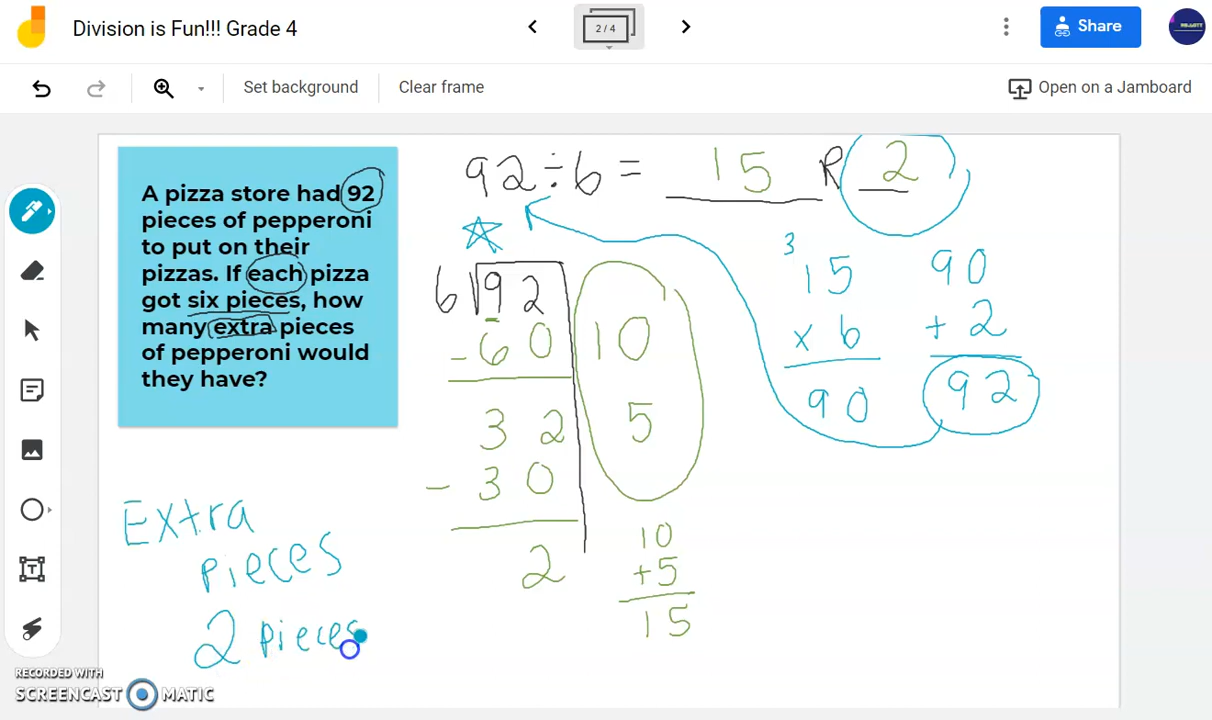 Division is Fun!!! Grade 4
2 / 4
Share
Set background
Clear frame
Open on a Jamboard
A pizza store had 92
pieces of pepperoni
to put on their
pizzas. If each pizza
got six pieces, how
many extra pieces
of pepperoni would
they have?
92 ÷ 6 = 15 R 2
6 92
- 60 10
32 5
- 30
2
10
+ 5
15
3
15
x 6
90
90
+ 2
92
Extra
pieces
2 pieces
RECORDED WITH
SCREENCAST MATIC